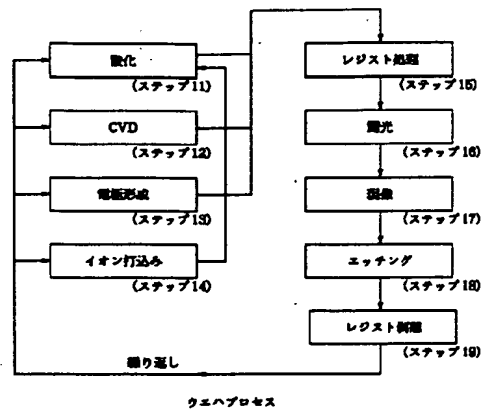 酸化
(ステップ11)
CVD
(ステップ12)
電極形成
(ステップ13)
イオン打込み
(ステップ14)
レジスト処理
(ステップ15)
露光
(ステップ16)
現像
(ステップ17)
エッチング
(ステップ18)
レジスト剥離
(ステップ19)
繰り返し
ウエハプロセス